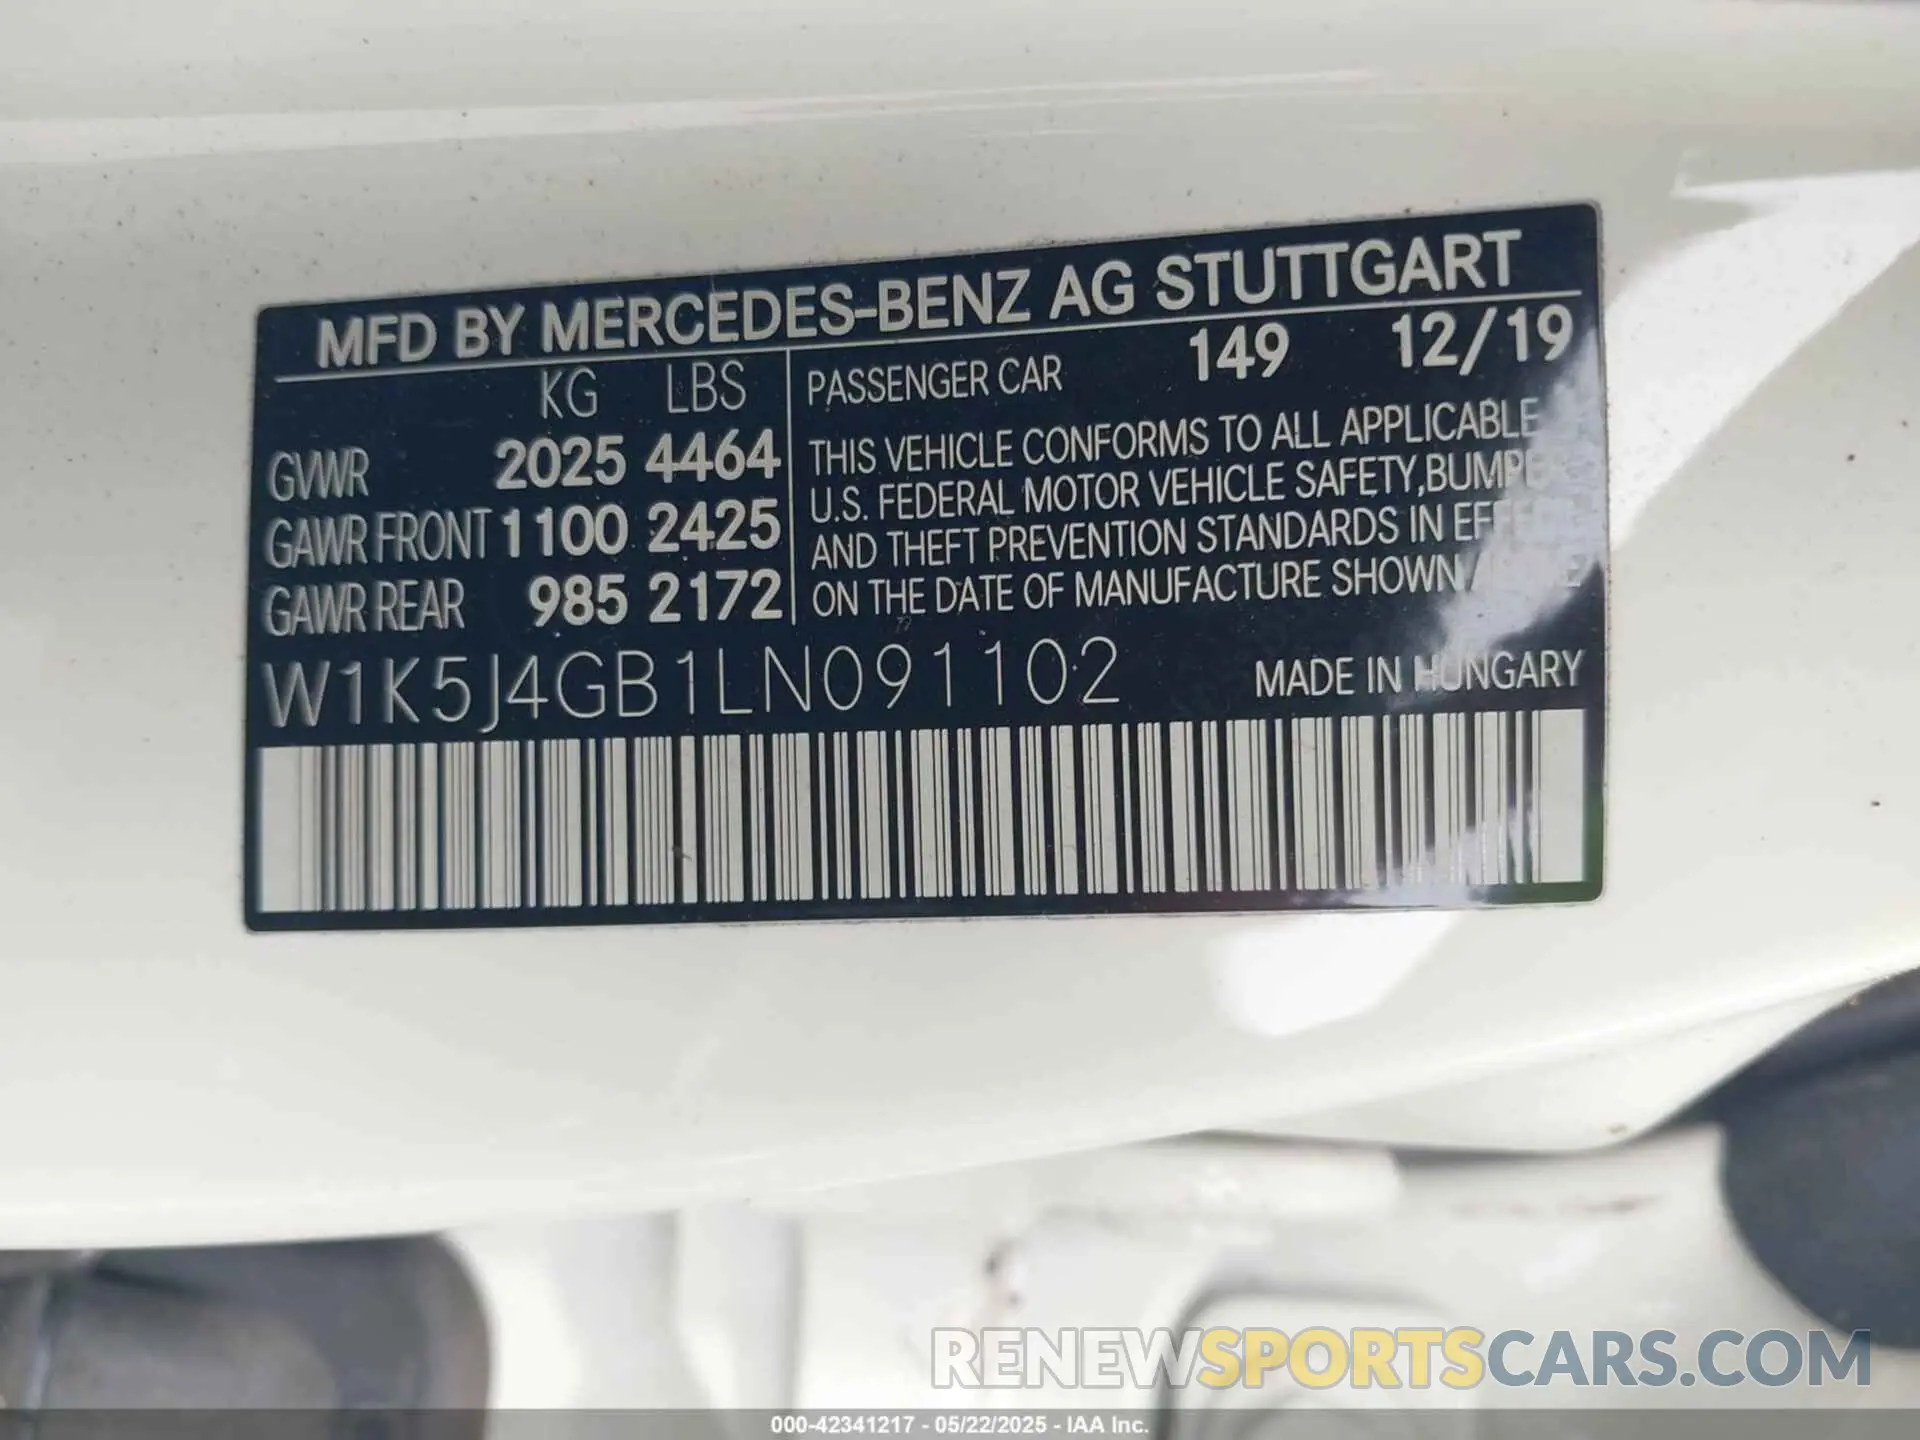 MFD BY MERCEDES-BENZ AG STUTTGART
KG LBS
GVWR 2025 4464
GAWR FRONT 1100 2425
GAWR REAR 985 2172
PASSENGER CAR 149 12/19
THIS VEHICLE CONFORMS TO ALL APPLICABLE
U.S. FEDERAL MOTOR VEHICLE SAFETY, BUMPER
AND THEFT PREVENTION STANDARDS IN EFFECT
ON THE DATE OF MANUFACTURE SHOWN
W1K5J4GB1LN091102
MADE IN HUNGARY
RENEWSPORTSCARS.COM
000-42341217 - 05/22/2025 - IAA Inc.